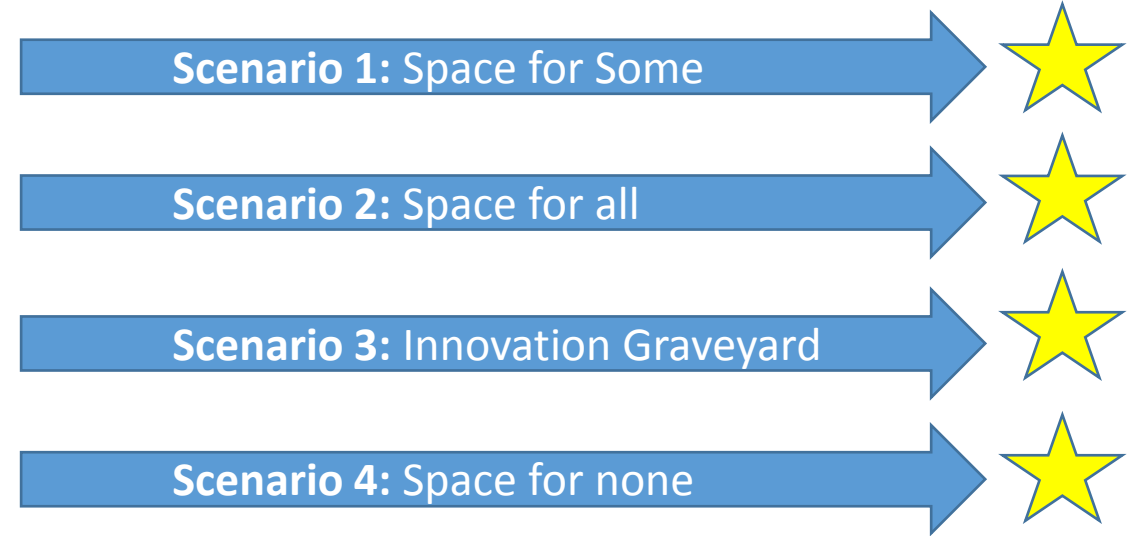 Scenario 1: Space for Some
Scenario 2: Space for all
Scenario 3: Innovation Graveyard
Scenario 4: Space for none